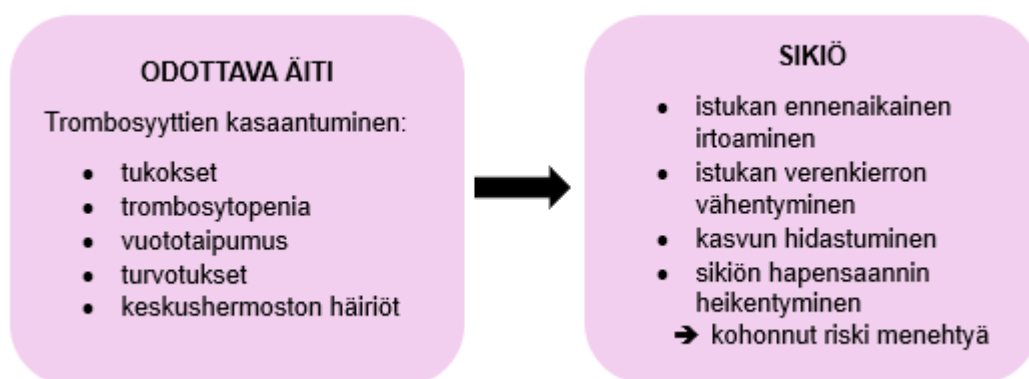 ODOTTAVA ÄITI
Trombosyyttien kasaantuminen:
• tukokset
• trombosytopenia
• vuototaipumus
• turvotukset
• keskushermoston häiriöt
SIKIÖ
• istukan ennenaikainen
irtoaminen
• istukan verenkierron
vähentyminen
• kasvun hidastuminen
• sikiön hapensaannin
heikentyminen
➔ kohonnut riski menehtyä